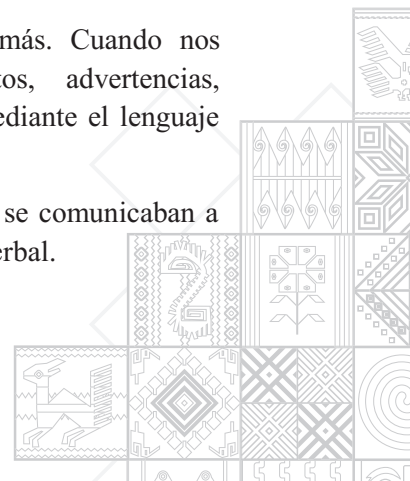 más. Cuando nos
tos, advertencias,
ediante el lenguaje
se comunicaban a
erbal.